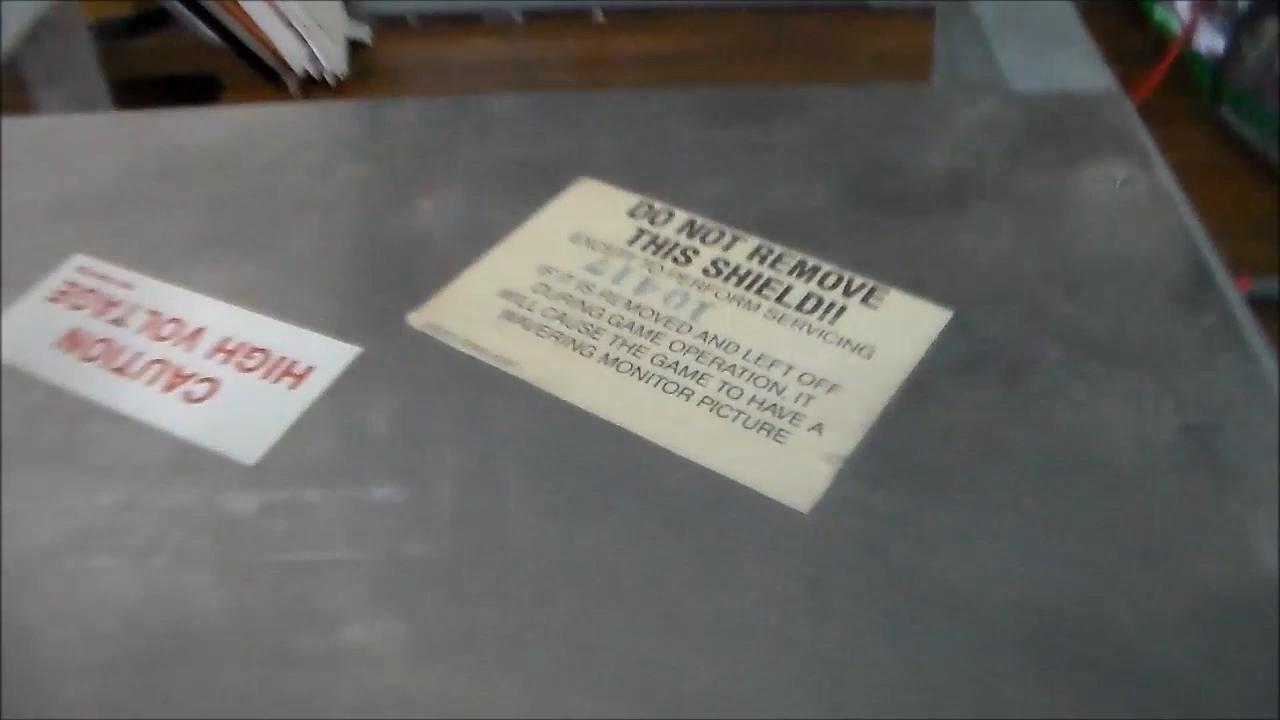 DO NOT REMOVE
THIS SHIELD!!
EXCEPT TO PERFORM SERVICING
IF IT IS REMOVED AND LEFT OFF
DURING GAME OPERATION, IT
WILL CAUSE THE GAME TO HAVE A
WAVERING MONITOR PICTURE
CAUTION
HIGH VOLTAGE